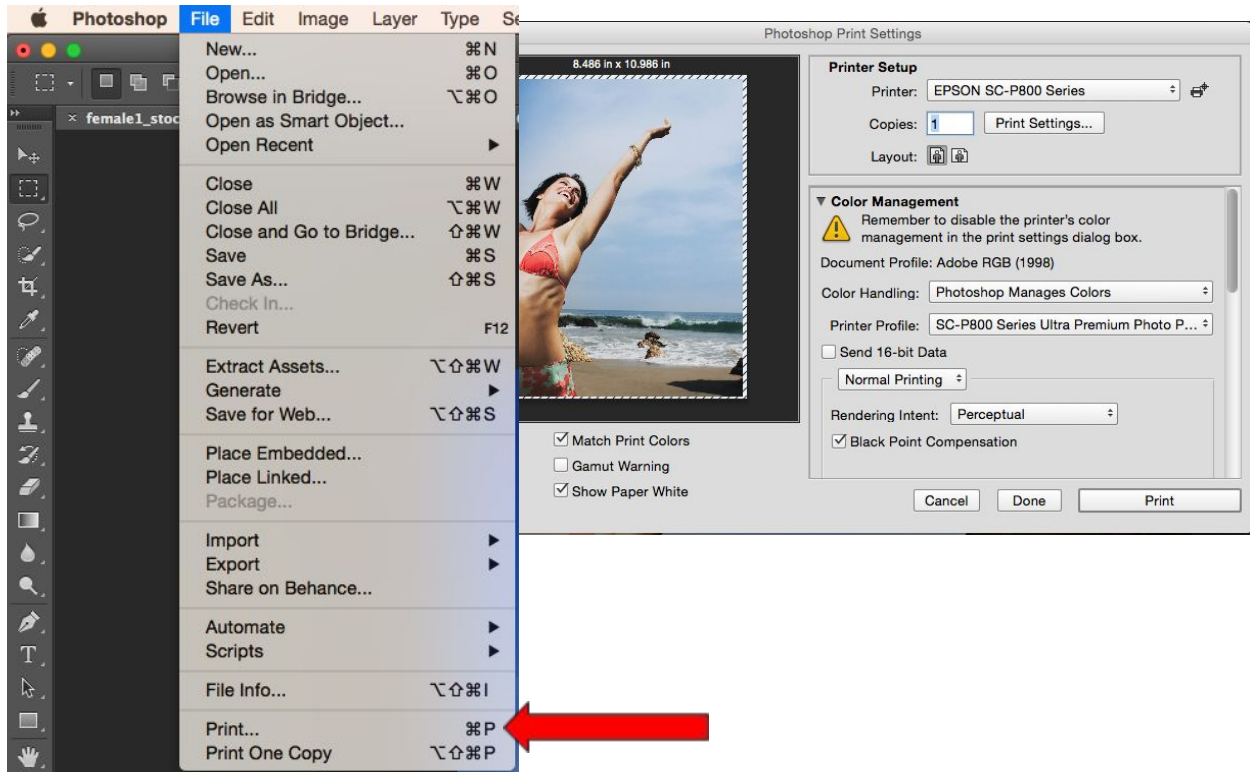 Photoshop File Edit Image Layer Type Se
× female1_stoc
New... ⌘N
Open... ⌘O
Browse in Bridge... ⌥⌘O
Open as Smart Object...
Open Recent ▶
Close ⌘W
Close All ⌥⌘W
Close and Go to Bridge... ⇧⌘W
Save ⌘S
Save As... ⇧⌘S
Check In...
Revert F12
Extract Assets... ⌥⇧⌘W
Generate ▶
Save for Web... ⌥⇧⌘S
Place Embedded...
Place Linked...
Package...
Import ▶
Export ▶
Share on Behance...
Automate ▶
Scripts ▶
File Info... ⌥⇧⌘I
Print... ⌘P
Print One Copy ⌥⇧⌘P
Photoshop Print Settings
8.486 in x 10.986 in
Match Print Colors
Gamut Warning
Show Paper White
Printer Setup
Printer: EPSON SC-P800 Series
Copies: 1 Print Settings...
Layout:
▼ Color Management
Remember to disable the printer's color
management in the print settings dialog box.
Document Profile: Adobe RGB (1998)
Color Handling: Photoshop Manages Colors
Printer Profile: SC-P800 Series Ultra Premium Photo P...
Send 16-bit Data
Normal Printing
Rendering Intent: Perceptual
Black Point Compensation
Cancel Done Print